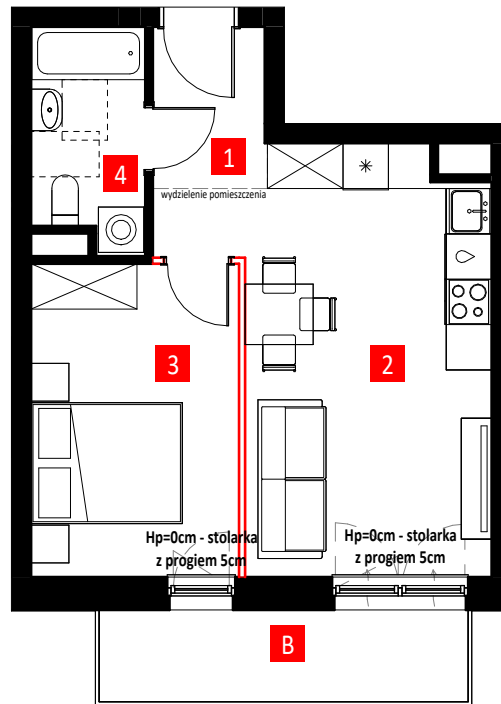 1
4
wydzielenie pomieszczenia
3
2
Hp=0cm - stolarka
z progiem 5cm
Hp=0cm - stolarka
z progiem 5cm
B